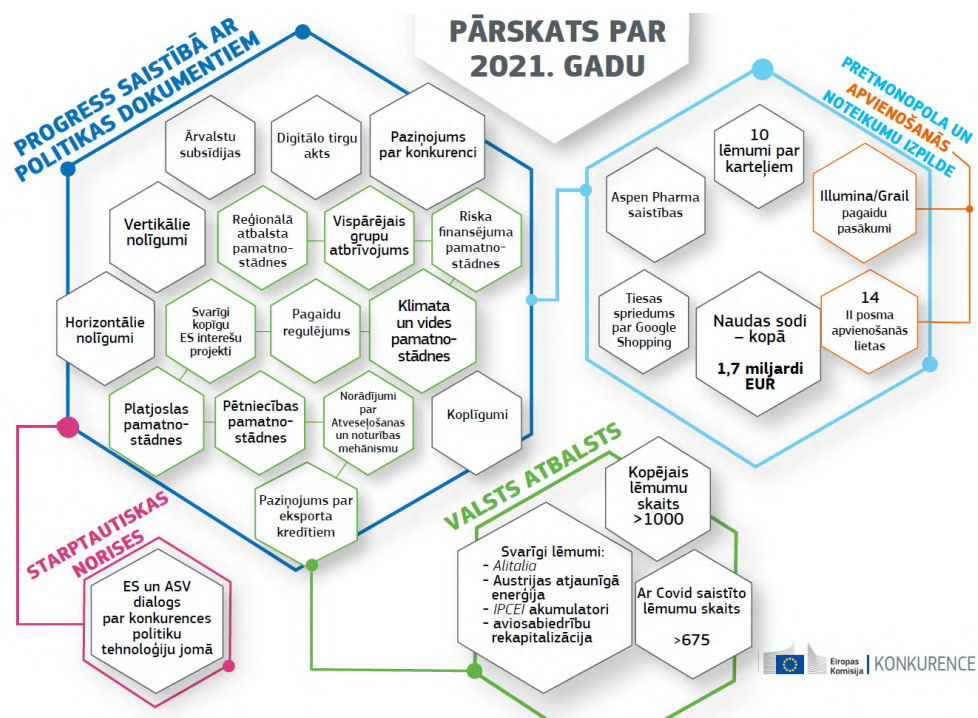 PĀRSKATS PAR
2021. GADU
PROGRESS SAISTĪBĀ AR
POLITIKAS DOKUMENTIEM
Ārvalstu
subsīdijas
Digitālo tirgu
akts
Paziņojums
par konkurenci
Vertikālie
nolīgumi
Reģionālā
atbalsta
pamatno-
stādnes
Vispārējais
grupu
atbrīvojums
Riska
finansējuma
pamatno-
stādnes
Horizontālie
nolīgumi
Svarīgi
kopīgu
ES interešu
projekti
Pagaidu
regulējums
Klimata
un vides
pamatno-
stādnes
Platjoslas
pamatno-
stādnes
Pētniecības
pamatno-
stādnes
Norādījumi
par
Atveseļošanas
un noturības
mehānismu
Koplīgumi
Paziņojums par
eksporta
kredītiem
PRETMONOPOLA UN
APVIENOŠANĀS
NOTEIKUMU IZPILDE
10
lēmumi par
karteļiem
Aspen Pharma
saistības
Illumina/Grail
pagaidu
pasākumi
Tiesas
spriedums
par Google
Shopping
Naudas sodi
– kopā
1,7 miljardi
EUR
14
II posma
apvienošanās
lietas
STARPTAUTISKAS
NORISES
ES un ASV
dialogs
par konkurences
politiku
tehnoloģiju jomā
VALSTS ATBALSTS
Kopējais
lēmumu
skaits
>1000
Svarīgi lēmumi:
- Alitalia
- Austrijas atjaunīgā
enerģija
- IPCEI akumulatori
- aviosabiedrību
rekapitalizācija
Ar Covid saistīto
lēmumu skaits
>675
Eiropas
Komisija
KONKURENCE